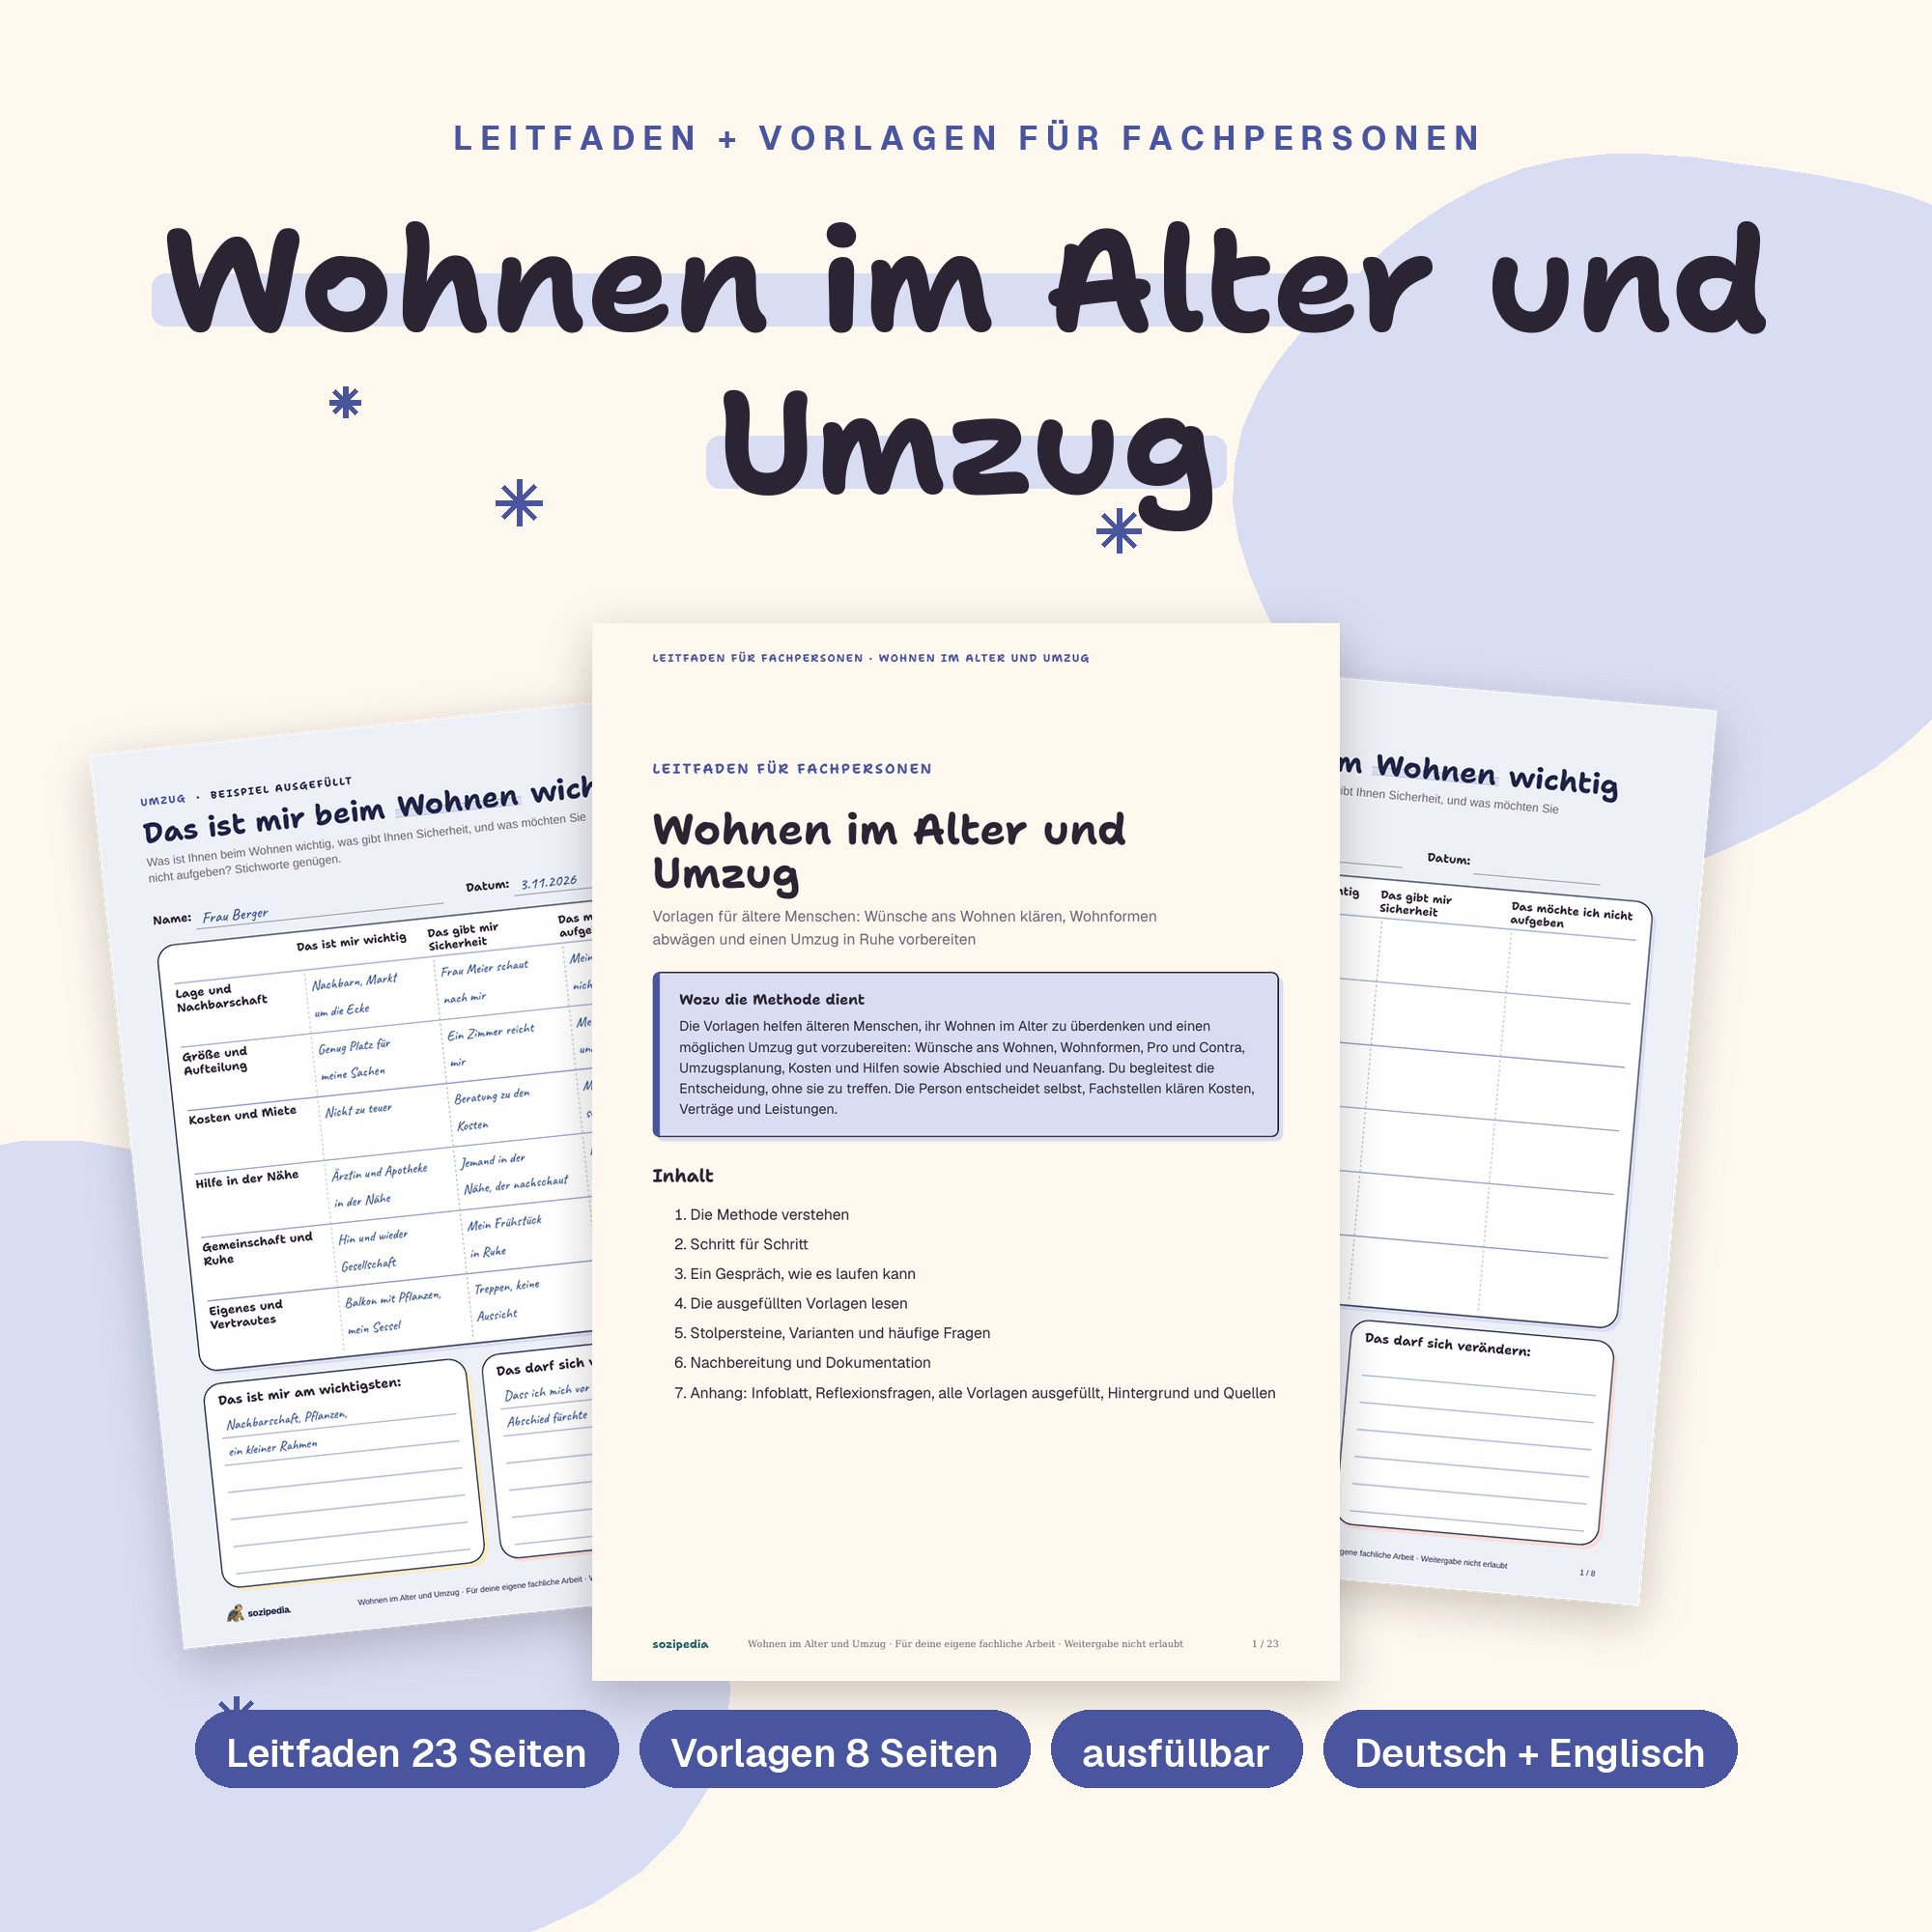 LEITFADEN + VORLAGEN FÜR FACHPERSONEN
Wohnen im Alter und
Umzug
UMZUG · BEISPIEL AUSGEFÜLLT
Das ist mir beim Wohnen
Was ist Ihnen beim Wohnen wichtig, was gibt Ihnen Sicherheit, und was möchten Sie
nicht aufgeben? Stichworte genügen.
Name: Frau Berger
Datum: 3.11.2026
Das ist mir wichtig
Das gibt mir
Sicherheit
Lage und
Nachbarschaft
Nachbarn, Markt
um die Ecke
Frau Meier schaut
nach mir
Größe und
Aufteilung
Genug Platz für
meine Sachen
Ein Zimmer reicht
mir
Kosten und Miete
Nicht zu teuer
Beratung zu den
Kosten
Hilfe in der Nähe
Ärztin und Apotheke
in der Nähe
Jemand in der
Nähe, der nachschaut
Gemeinschaft und
Ruhe
Hin und wieder
Gesellschaft
Mein Frühstück
in Ruhe
Eigenes und
Vertrautes
Balkon mit Pflanzen,
mein Sessel
Treppen, keine
Aussicht
Das ist mir am wichtigsten:
Nachbarschaft, Pflanzen,
ein kleiner Rahmen
Das darf sich
Dass ich mich vor
Abschied fürchte
sozipedia.
Wohnen im Alter und Umzug · Für deine eigene fachliche Arbeit ·
LEITFADEN FÜR FACHPERSONEN · WOHNEN IM ALTER UND UMZUG
LEITFADEN FÜR FACHPERSONEN
Wohnen im Alter und
Umzug
Vorlagen für ältere Menschen: Wünsche ans Wohnen klären, Wohnformen
abwägen und einen Umzug in Ruhe vorbereiten
Wozu die Methode dient
Die Vorlagen helfen älteren Menschen, ihr Wohnen im Alter zu überdenken und einen
möglichen Umzug gut vorzubereiten: Wünsche ans Wohnen, Wohnformen, Pro und Contra,
Umzugsplanung, Kosten und Hilfen sowie Abschied und Neuanfang. Du begleitest die
Entscheidung, ohne sie zu treffen. Die Person entscheidet selbst, Fachstellen klären Kosten,
Verträge und Leistungen.
Inhalt
1. Die Methode verstehen
2. Schritt für Schritt
3. Ein Gespräch, wie es laufen kann
4. Die ausgefüllten Vorlagen lesen
5. Stolpersteine, Varianten und häufige Fragen
6. Nachbereitung und Dokumentation
7. Anhang: Infoblatt, Reflexionsfragen, alle Vorlagen ausgefüllt, Hintergrund und Quellen
sozipedia
Wohnen im Alter und Umzug · Für deine eigene fachliche Arbeit · Weitergabe nicht erlaubt
1 / 23
Wohnen wichtig
Ihnen Sicherheit, und was möchten Sie
Datum:
Das gibt mir
Sicherheit
Das möchte ich nicht
aufgeben
Das darf sich verändern:
fachliche Arbeit · Weitergabe nicht erlaubt
1 / 8
Leitfaden 23 Seiten
Vorlagen 8 Seiten
ausfüllbar
Deutsch + Englisch